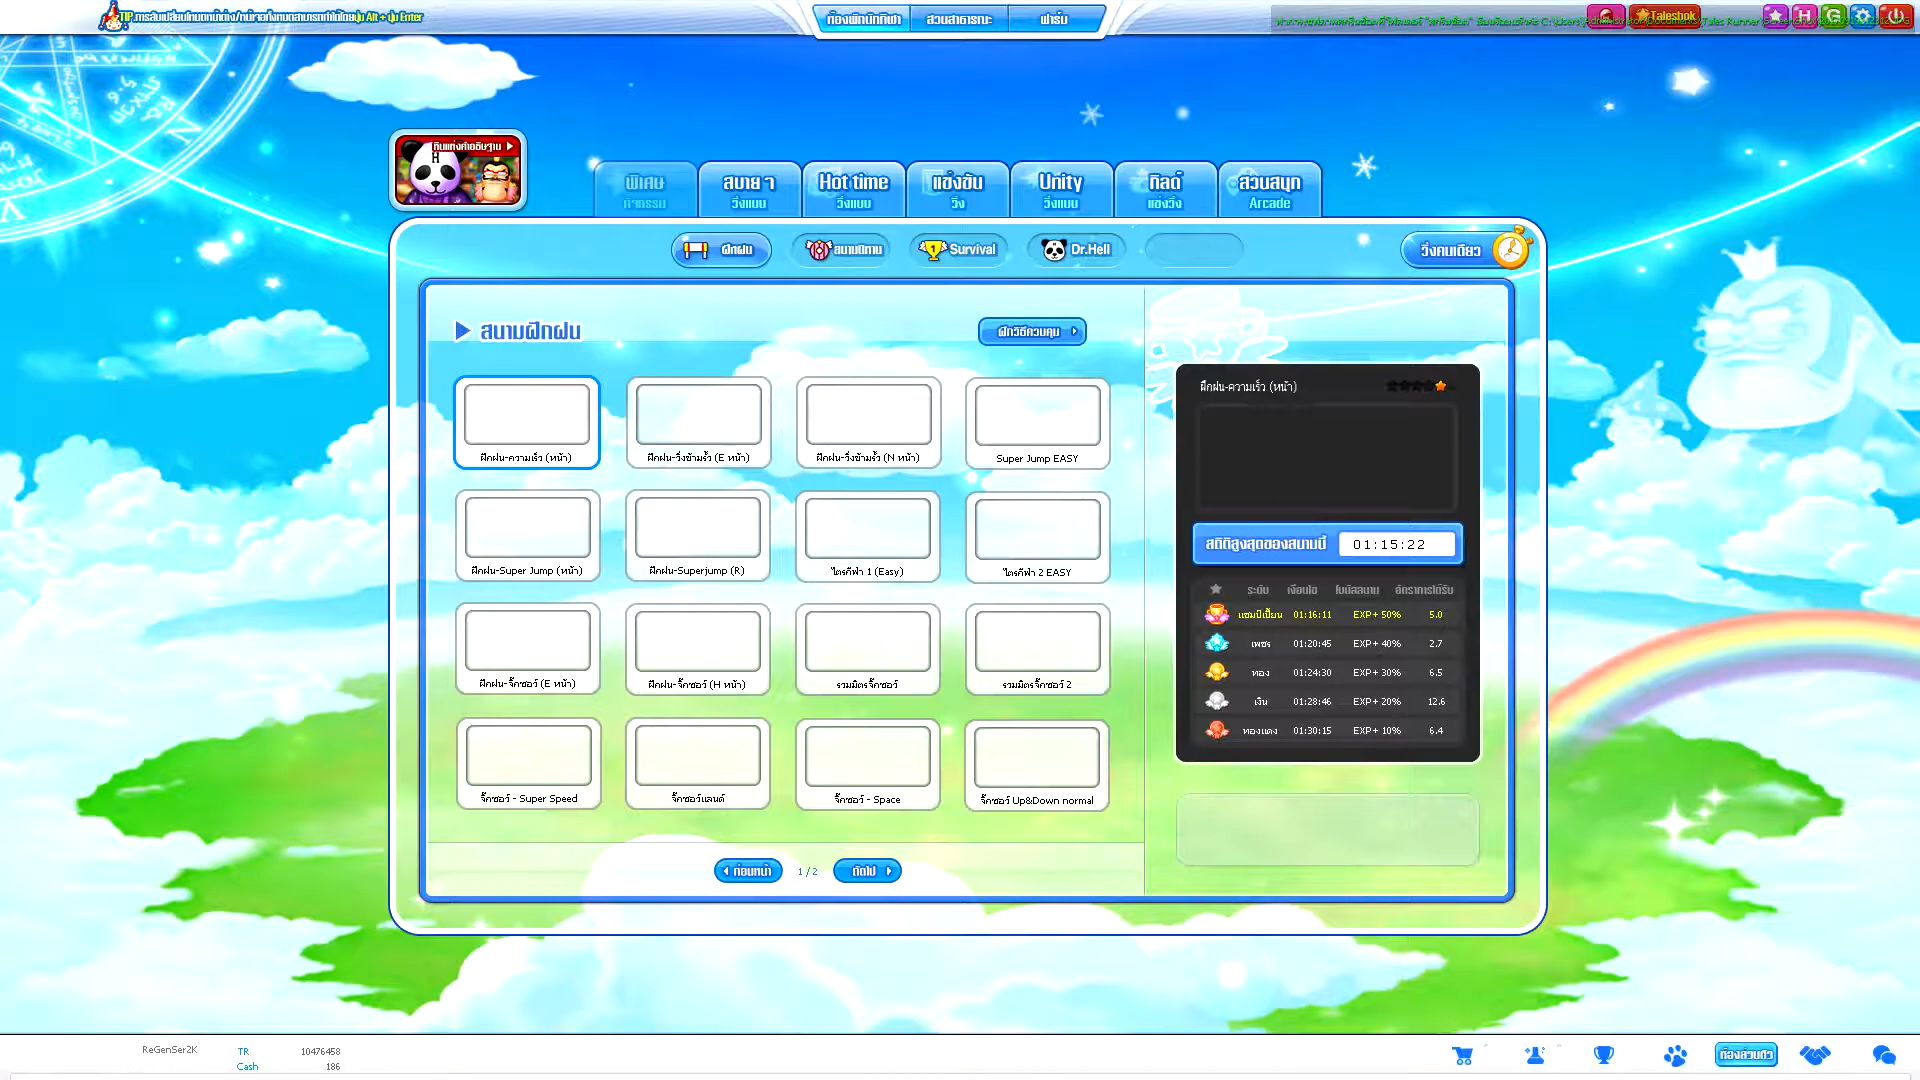 TIP การสับเปลี่ยนโหมดหน้าต่าง/หน้าจอทั้งหมดสามารถทำได้โดยปุ่ม Alt + ปุ่ม Enter
ห้องพักนักกีฬา
สวนสาธารณะ
ฟาร์ม
Taleshok
H
G
หินแห่งคำอธิษฐาน
พิเศษ
กิจกรรม
สบาย ๆ
วิ่งแบบ
Hot time
วิ่งแบบ
แข่งขัน
วิ่ง
Unity
วิ่งแบบ
กิลด์
แข่งวิ่ง
สวนสนุก
Arcade
ฝึกฝน
สนามนิทาน
Survival
Dr.Hell
วิ่งคนเดียว
สนามฝึกฝน
ฝึกวิธีควบคุม
ฝึกฝน-ความเร็ว (หน้า)
ฝึกฝน-วิ่งข้ามรั้ว (E หน้า)
ฝึกฝน-วิ่งข้ามรั้ว (N หน้า)
Super Jump EASY
ฝึกฝน-Super Jump (หน้า)
ฝึกฝน-Superjump (R)
ไตรกีฬา 1 (Easy)
ไตรกีฬา 2 EASY
ฝึกฝน-จิ๊กซอว์ (E หน้า)
ฝึกฝน-จิ๊กซอว์ (H หน้า)
รวมมิตรจิ๊กซอว์
รวมมิตรจิ๊กซอว์ 2
จิ๊กซอว์ - Super Speed
จิ๊กซอว์แลนด์
จิ๊กซอว์ - Space
จิ๊กซอว์ Up&Down normal
ก่อนหน้า
1/2
ถัดไป
ฝึกฝน-ความเร็ว (หน้า)
สถิติสูงสุดของสนามนี้ 01:15:22
ระดับ เงื่อนไข โบนัสสนาม อัตราการได้รับ
แชมป์เปี้ยน 01:16:11 EXP+ 50% 5.0
เพชร 01:20:45 EXP+ 40% 2.7
ทอง 01:24:30 EXP+ 30% 6.5
เงิน 01:28:46 EXP+ 20% 12.6
ทองแดง 01:30:15 EXP+ 10% 6.4
ReGenSer2K
TR 10476458
Cash 186
ห้องส่วนตัว